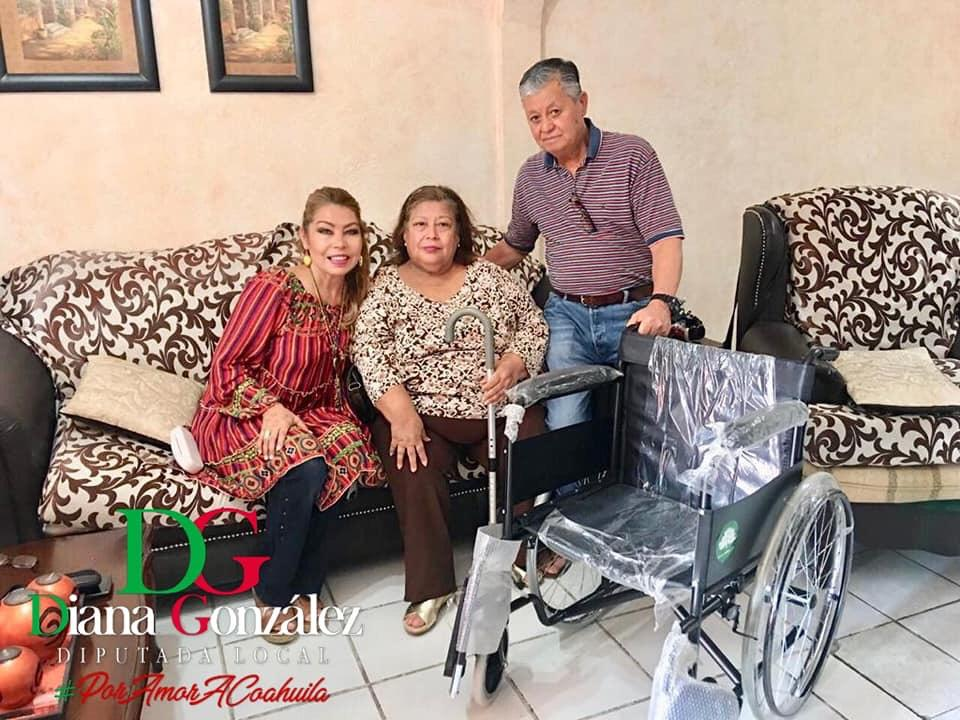 DG
Diana González
DIPUTADA LOCAL
#PorAmorACoahuila